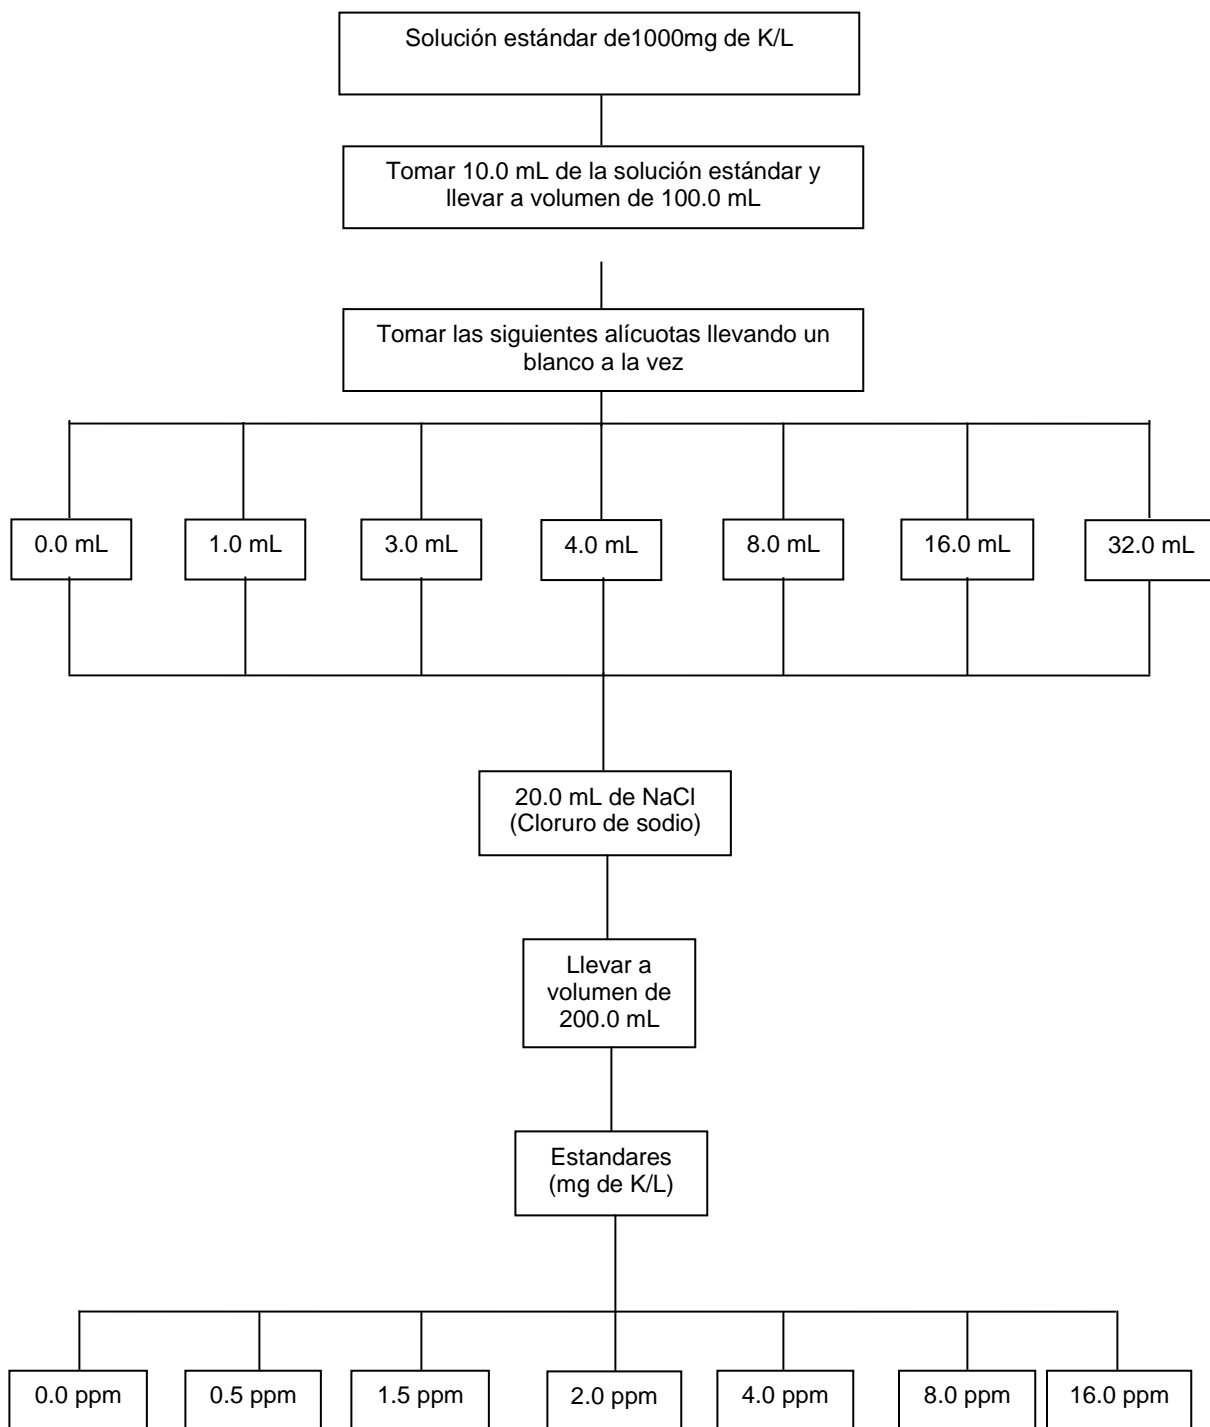 Solución estándar de1000mg de K/L
Tomar 10.0 mL de la solución estándar y
llevar a volumen de 100.0 mL
Tomar las siguientes alícuotas llevando un
blanco a la vez
0.0 mL
1.0 mL
3.0 mL
4.0 mL
8.0 mL
16.0 mL
32.0 mL
20.0 mL de NaCl
(Cloruro de sodio)
Llevar a
volumen de
200.0 mL
Estandares
(mg de K/L)
0.0 ppm
0.5 ppm
1.5 ppm
2.0 ppm
4.0 ppm
8.0 ppm
16.0 ppm